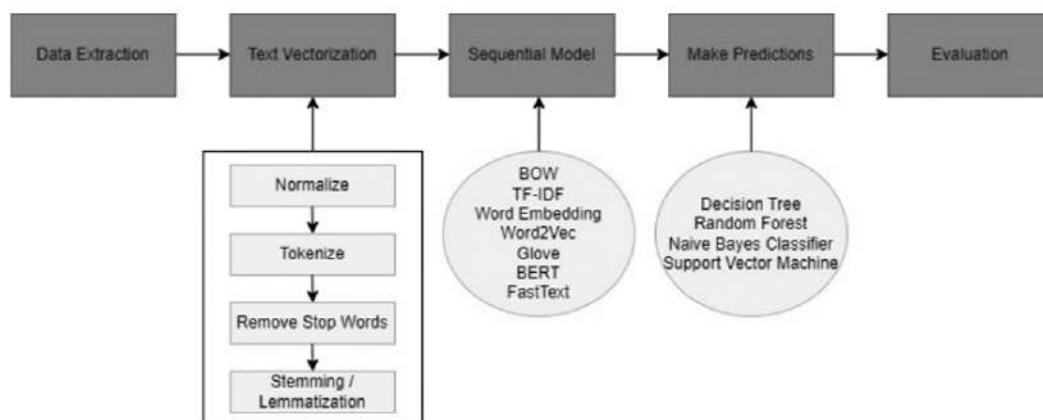 Data Extraction
Text Vectorization
Sequential Model
Make Predictions
Evaluation
Normalize
Tokenize
Remove Stop Words
Stemming /
Lemmatization
BOW
TF-IDF
Word Embedding
Word2Vec
Glove
BERT
FastText
Decision Tree
Random Forest
Naive Bayes Classifier
Support Vector Machine